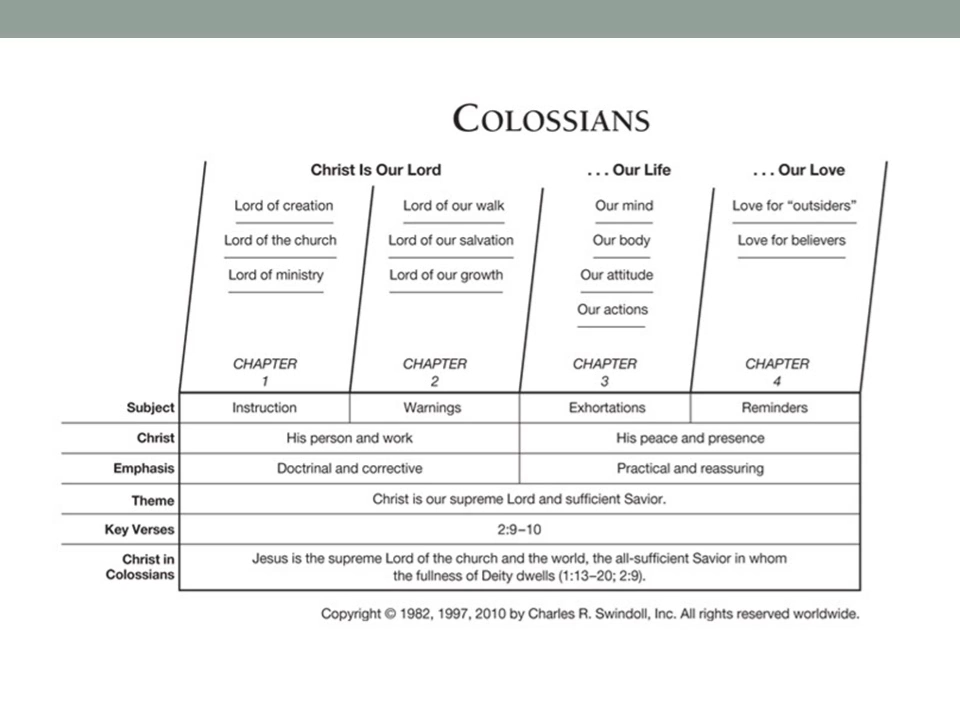 COLOSSIANS
Christ Is Our Lord
. . . Our Life
. . . Our Love
Lord of creation
Lord of the church
Lord of ministry
CHAPTER
1
Lord of our walk
Lord of our salvation
Lord of our growth
CHAPTER
2
Our mind
Our body
Our attitude
Our actions
CHAPTER
3
Love for “outsiders”
Love for believers
CHAPTER
4
Subject Instruction Warnings Exhortations Reminders
Christ His person and work His peace and presence
Emphasis Doctrinal and corrective Practical and reassuring
Theme Christ is our supreme Lord and sufficient Savior.
Key Verses 2:9–10
Christ in
Colossians
Jesus is the supreme Lord of the church and the world, the all-sufficient Savior in whom
the fullness of Deity dwells (1:13–20; 2:9).
Copyright © 1982, 1997, 2010 by Charles R. Swindoll, Inc. All rights reserved worldwide.